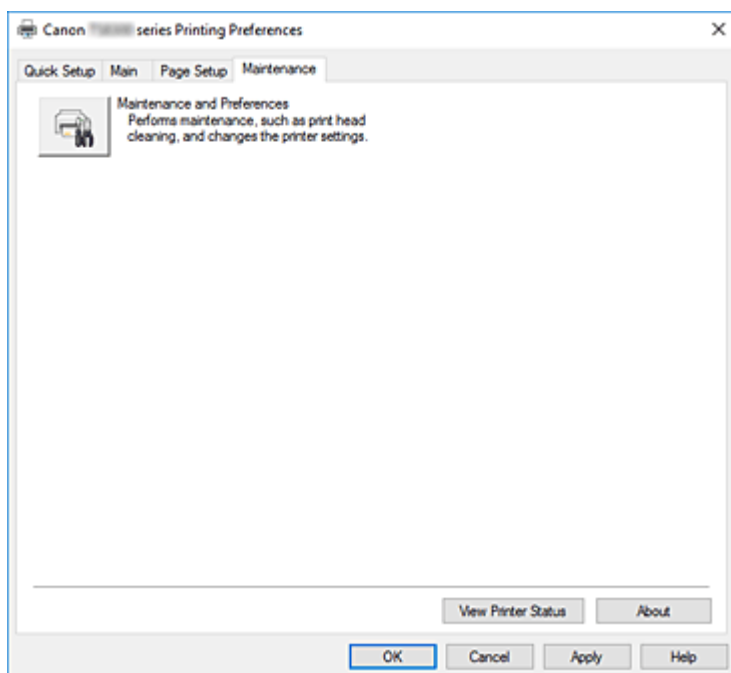 Canon series Printing Preferences
Quick Setup Main Page Setup Maintenance
Maintenance and Preferences
Performs maintenance, such as print head
cleaning, and changes the printer settings.
View Printer Status About
OK Cancel Apply Help